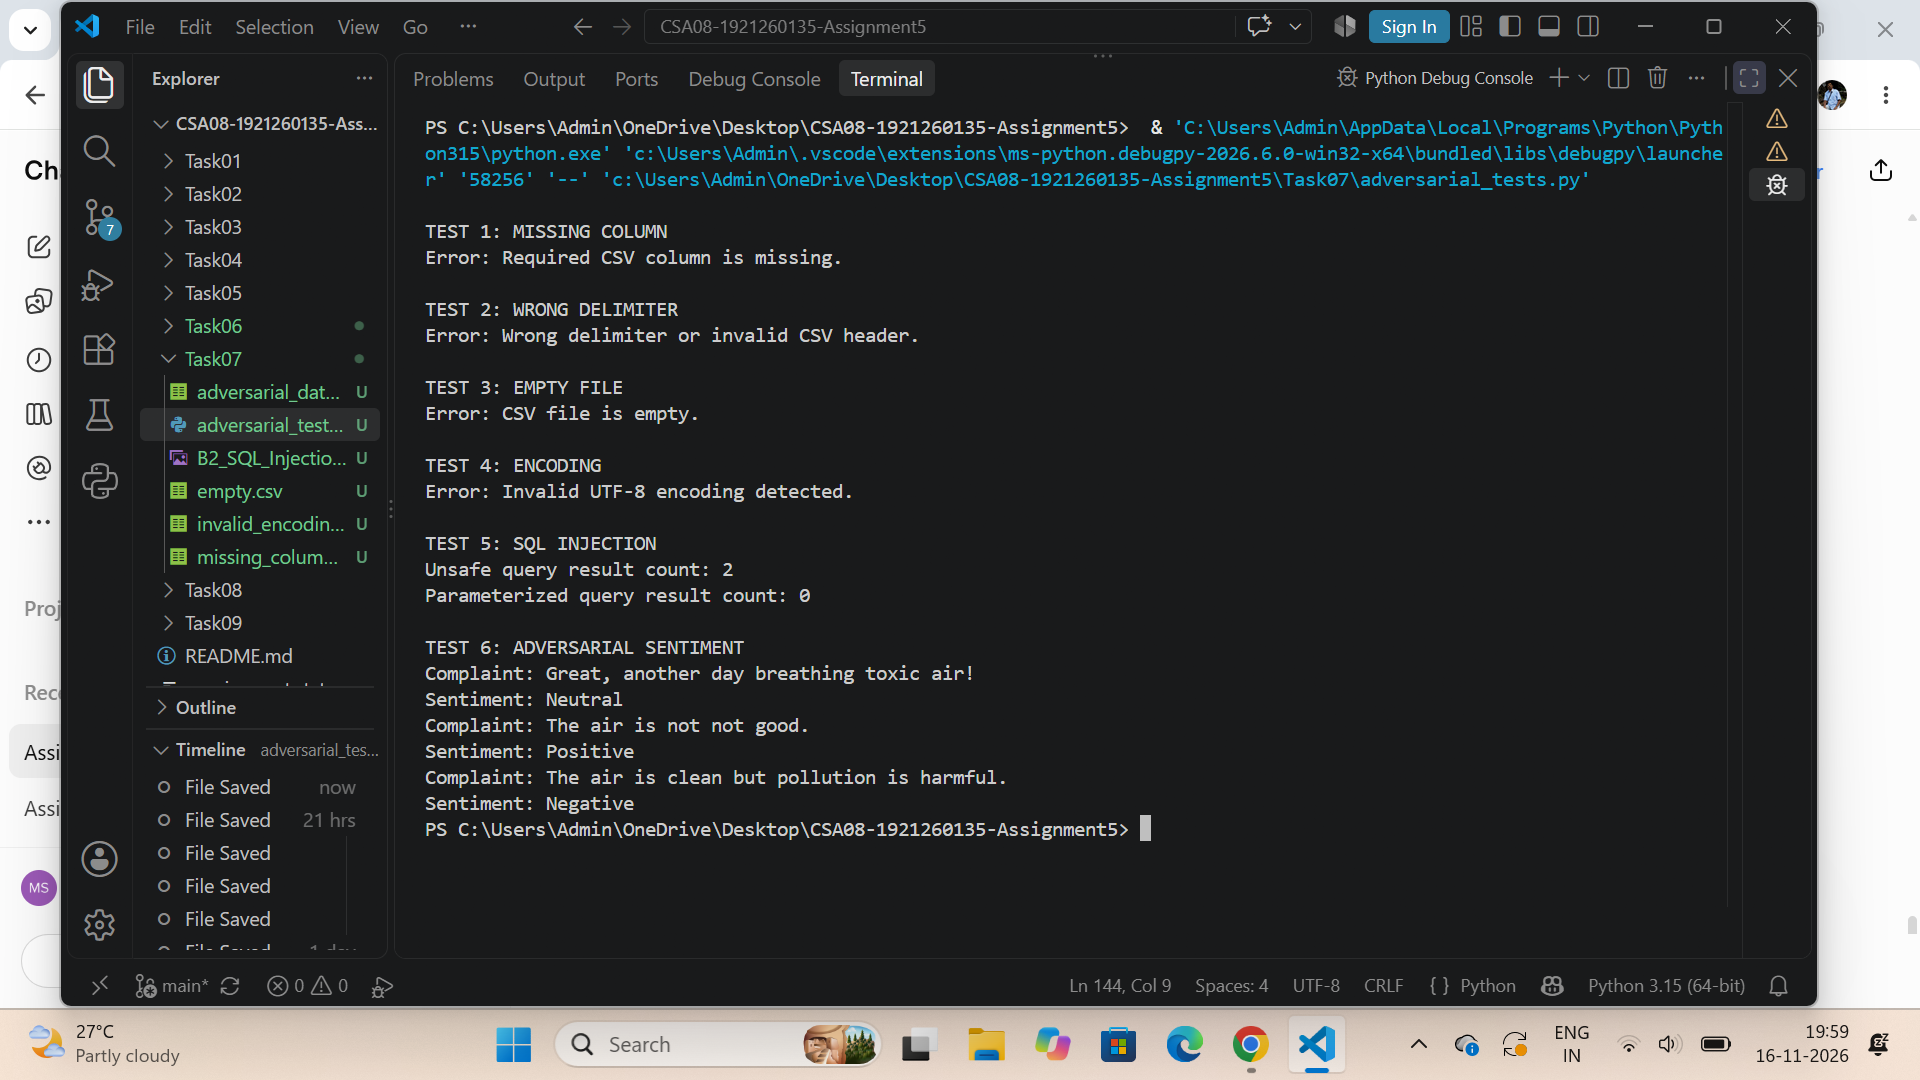 File Edit Selection View Go ··· CSA08-1921260135-Assignment5 Sign In
Explorer ···
CSA08-1921260135-Ass...
Task01
Task02
Task03
Task04
Task05
Task06
Task07
adversarial_dat... U
adversarial_test... U
B2_SQL_Injectio... U
empty.csv U
invalid_encodin... U
missing_colum... U
Task08
Task09
README.md
Outline
Timeline adversarial_tes...
File Saved now
File Saved 21 hrs
File Saved
File Saved
File Saved
7
Problems Output Ports Debug Console Terminal Python Debug Console
PS C:\Users\Admin\OneDrive\Desktop\CSA08-1921260135-Assignment5> & 'C:\Users\Admin\AppData\Local\Programs\Python\Pyth
on315\python.exe' 'c:\Users\Admin\.vscode\extensions\ms-python.debugpy-2026.6.0-win32-x64\bundled\libs\debugpy\launche
r' '58256' '--' 'c:\Users\Admin\OneDrive\Desktop\CSA08-1921260135-Assignment5\Task07\adversarial_tests.py'
TEST 1: MISSING COLUMN
Error: Required CSV column is missing.
TEST 2: WRONG DELIMITER
Error: Wrong delimiter or invalid CSV header.
TEST 3: EMPTY FILE
Error: CSV file is empty.
TEST 4: ENCODING
Error: Invalid UTF-8 encoding detected.
TEST 5: SQL INJECTION
Unsafe query result count: 2
Parameterized query result count: 0
TEST 6: ADVERSARIAL SENTIMENT
Complaint: Great, another day breathing toxic air!
Sentiment: Neutral
Complaint: The air is not not good.
Sentiment: Positive
Complaint: The air is clean but pollution is harmful.
Sentiment: Negative
PS C:\Users\Admin\OneDrive\Desktop\CSA08-1921260135-Assignment5>
main* 0 0 Ln 144, Col 9 Spaces: 4 UTF-8 CRLF { } Python Python 3.15 (64-bit)
Ch
Proj
Rec
Assi
Assi
MS
27°C
Partly cloudy
Search
ENG
IN
19:59
16-11-2026